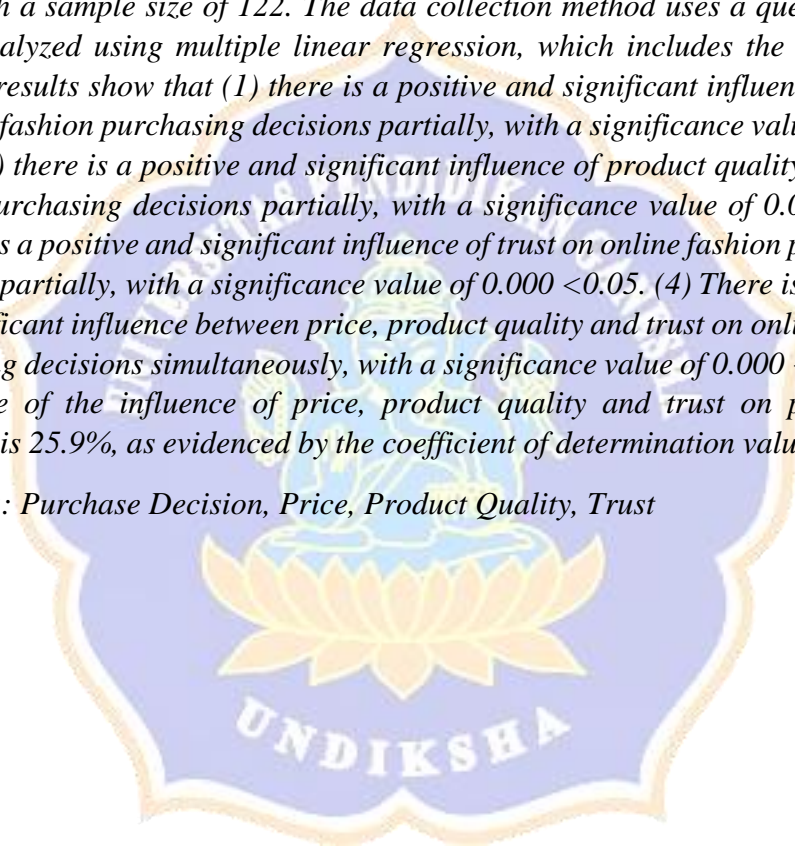 h a sample size of 122. The data collection method uses a que
alyzed using multiple linear regression, which includes the
results show that (1) there is a positive and significant influen
fashion purchasing decisions partially, with a significance valu
) there is a positive and significant influence of product quality
urchasing decisions partially, with a significance value of 0.0
s a positive and significant influence of trust on online fashion p
partially, with a significance value of 0.000 <0.05. (4) There is
ficant influence between price, product quality and trust on onli
g decisions simultaneously, with a significance value of 0.000
e of the influence of price, product quality and trust on p
is 25.9%, as evidenced by the coefficient of determination valu
: Purchase Decision, Price, Product Quality, Trust
UNIVERSITAS PENDIDIKAN GANESHA
UNDIKSHA